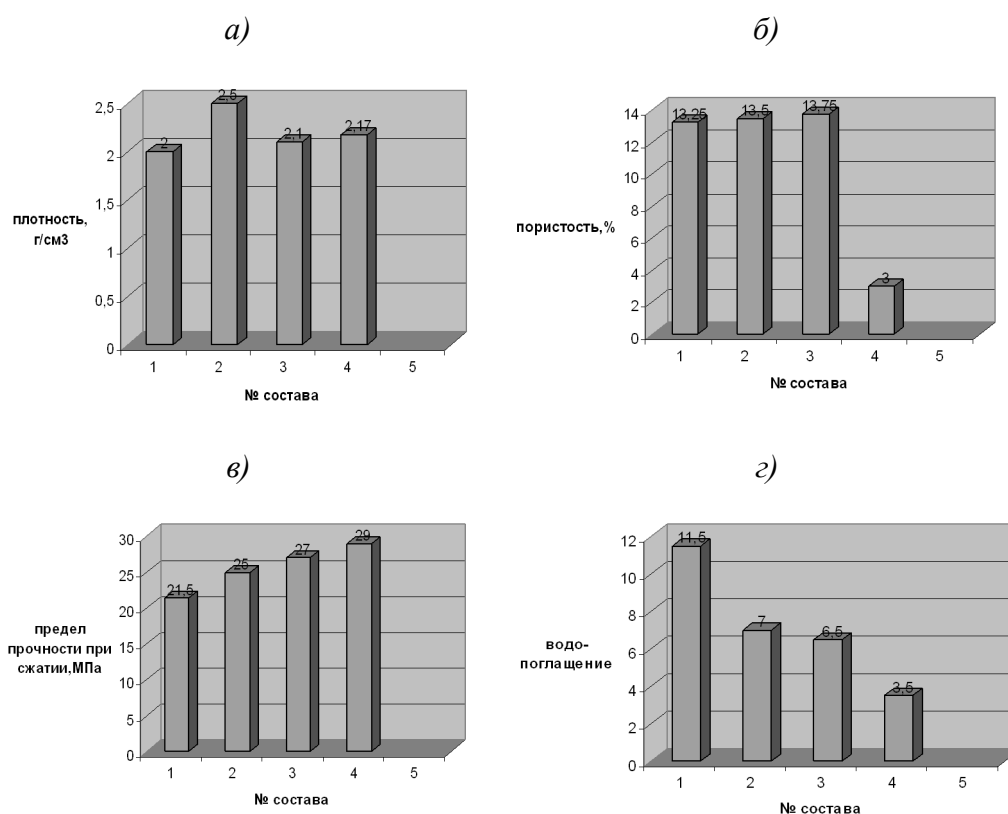 а)
2,5
2
1,5
1
0,5
0
2
2,5
2,1
2,17
плотность,
г/см3
1 2 3 4 5
№ состава
б)
14
12
10
8
6
4
2
0
13,25
13,5
13,75
3
пористость,%
1 2 3 4 5
№ состава
в)
30
25
20
15
10
5
0
21,5
25
27
29
предел
прочности при
сжатии,МПа
1 2 3 4 5
№ состава
г)
12
10
8
6
4
2
0
11,5
7
6,5
3,5
водо-
поглащение
1 2 3 4 5
№ состава